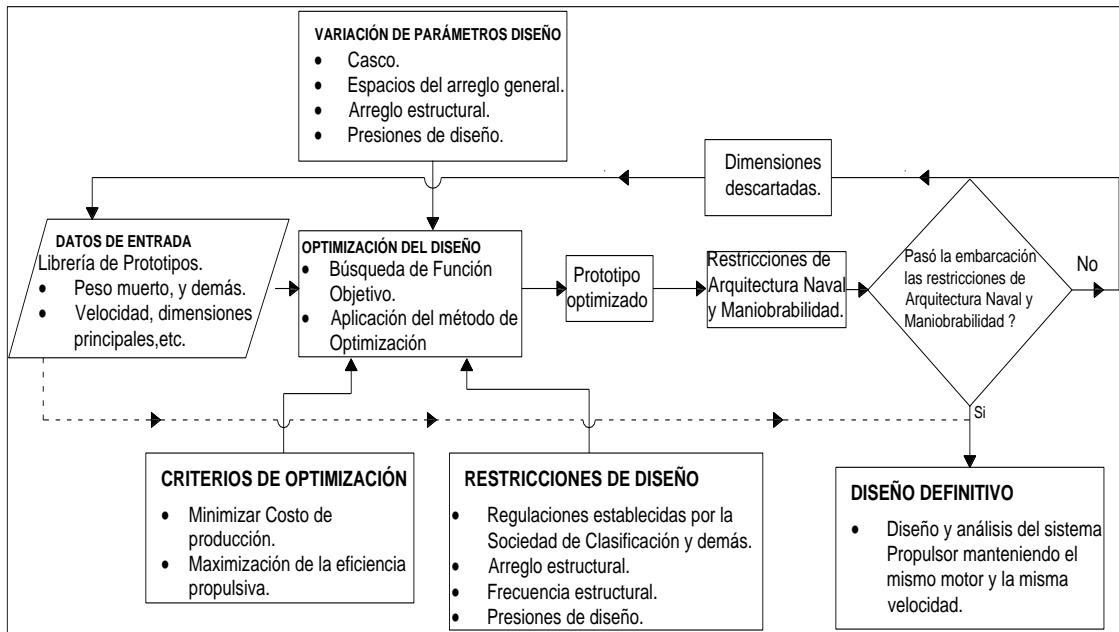 VARIACIÓN DE PARÁMETROS DISEÑO
• Casco.
• Espacios del arreglo general.
• Arreglo estructural.
• Presiones de diseño.
Dimensiones
descartadas.
DATOS DE ENTRADA
Librería de Prototipos.
• Peso muerto, y demás.
• Velocidad, dimensiones
principales,etc.
OPTIMIZACIÓN DEL DISEÑO
• Búsqueda de Función
Objetivo.
• Aplicación del método de
Optimización
Prototipo
optimizado
Restricciones de
Arquitectura Naval
y Maniobrabilidad.
Pasó la embarcación
las restricciones de
Arquitectura Naval y
Maniobrabilidad ?
No
Si
CRITERIOS DE OPTIMIZACIÓN
• Minimizar Costo de
producción.
• Maximización de la eficiencia
propulsiva.
RESTRICCIONES DE DISEÑO
• Regulaciones establecidas por la
Sociedad de Clasificación y demás.
• Arreglo estructural.
• Frecuencia estructural.
• Presiones de diseño.
DISEÑO DEFINITIVO
• Diseño y análisis del sistema
Propulsor manteniendo el
mismo motor y la misma
velocidad.